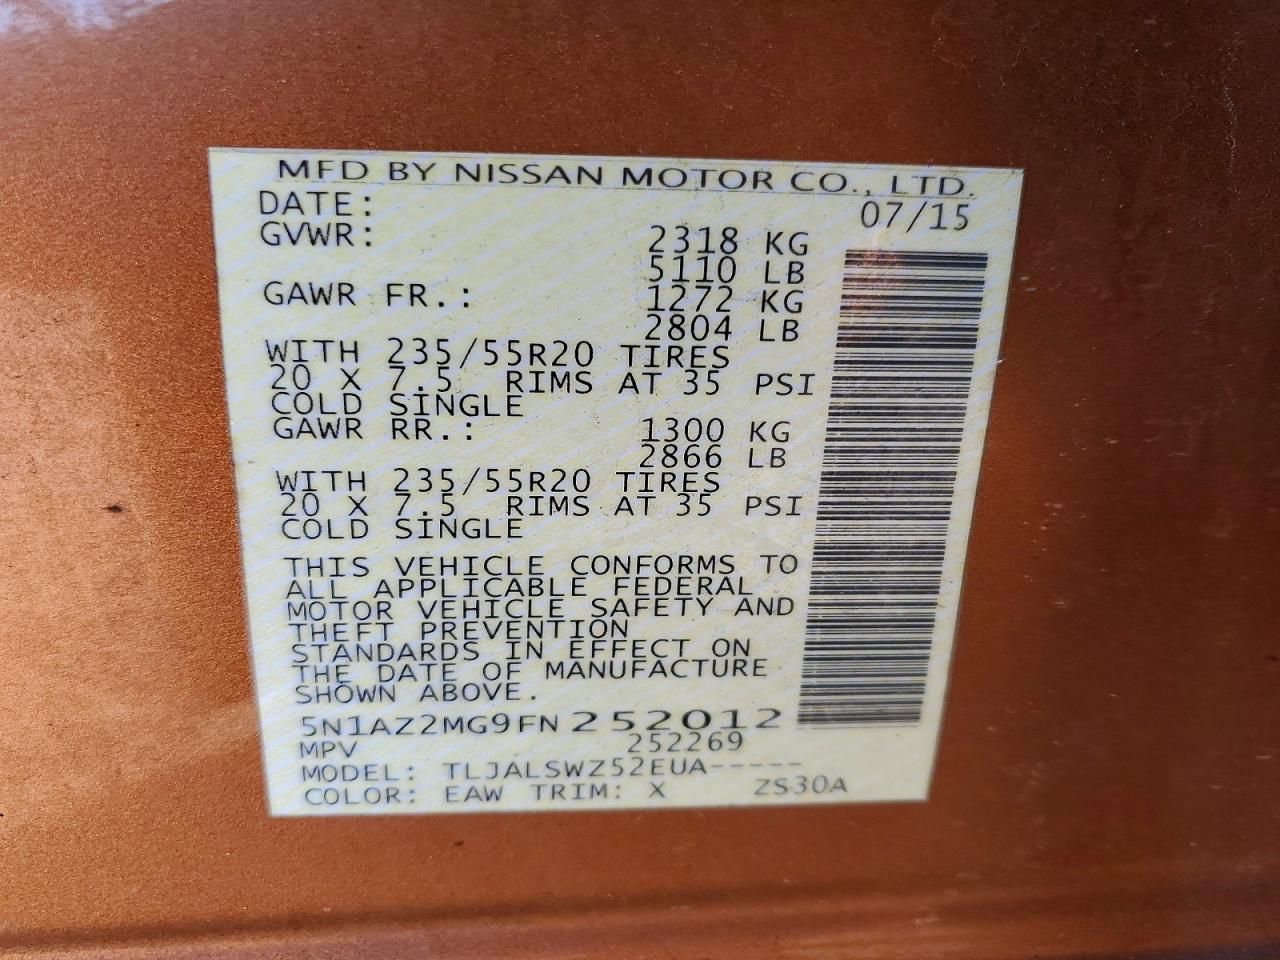 MFD BY NISSAN MOTOR CO., LTD.
DATE: 07/15
GVWR: 2318 KG
5110 LB
GAWR FR.: 1272 KG
2804 LB
WITH 235/55R20 TIRES
20 X 7.5 RIMS AT 35 PSI
COLD SINGLE
GAWR RR.: 1300 KG
2866 LB
WITH 235/55R20 TIRES
20 X 7.5 RIMS AT 35 PSI
COLD SINGLE
THIS VEHICLE CONFORMS TO
ALL APPLICABLE FEDERAL
MOTOR VEHICLE SAFETY AND
THEFT PREVENTION
STANDARDS IN EFFECT ON
THE DATE OF MANUFACTURE
SHOWN ABOVE.
5N1AZ2MG9FN252012
MPV 252269
MODEL: TLJALSWZ52EUA-----
COLOR: EAW TRIM: X ZS30A